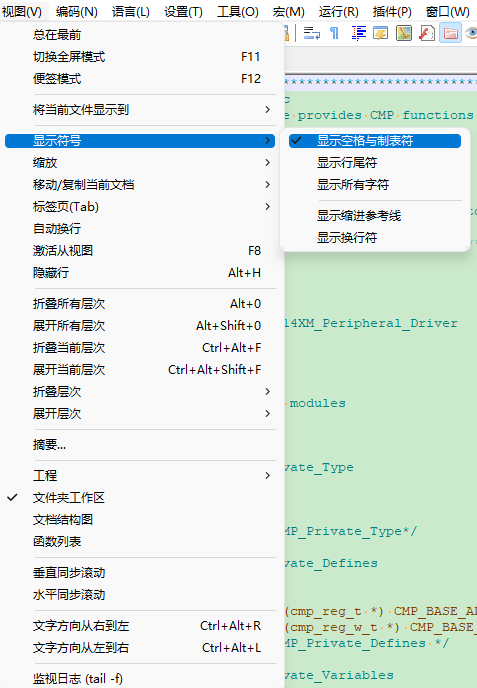 视图(V) 编码(N) 语言(L) 设置(T) 工具(O) 宏(M) 运行(R) 插件(P) 窗口(W)
总在最前
切换全屏模式 F11
便签模式 F12
将当前文件显示到
显示符号
缩放
移动/复制当前文档
标签页(Tab)
自动换行
激活从视图 F8
隐藏行 Alt+H
折叠所有层次 Alt+0
展开所有层次 Alt+Shift+0
折叠当前层次 Ctrl+Alt+F
展开当前层次 Ctrl+Alt+Shift+F
折叠层次
展开层次
摘要...
工程
文件夹工作区
文档结构图
函数列表
垂直同步滚动
水平同步滚动
文字方向从右到左 Ctrl+Alt+R
文字方向从左到右 Ctrl+Alt+L
监视日志 (tail -f)
显示空格与制表符
显示行尾符
显示所有字符
显示缩进参考线
显示换行符
****************************
c
e provides CMP functions
14XM_Peripheral_Driver
modules
vate_Type
MP_Private_Type*/
vate_Defines
(cmp_reg_t *) CMP_BASE_A
(cmp_reg_w_t *) CMP_BASE_
MP_Private_Defines */
vate_Variables